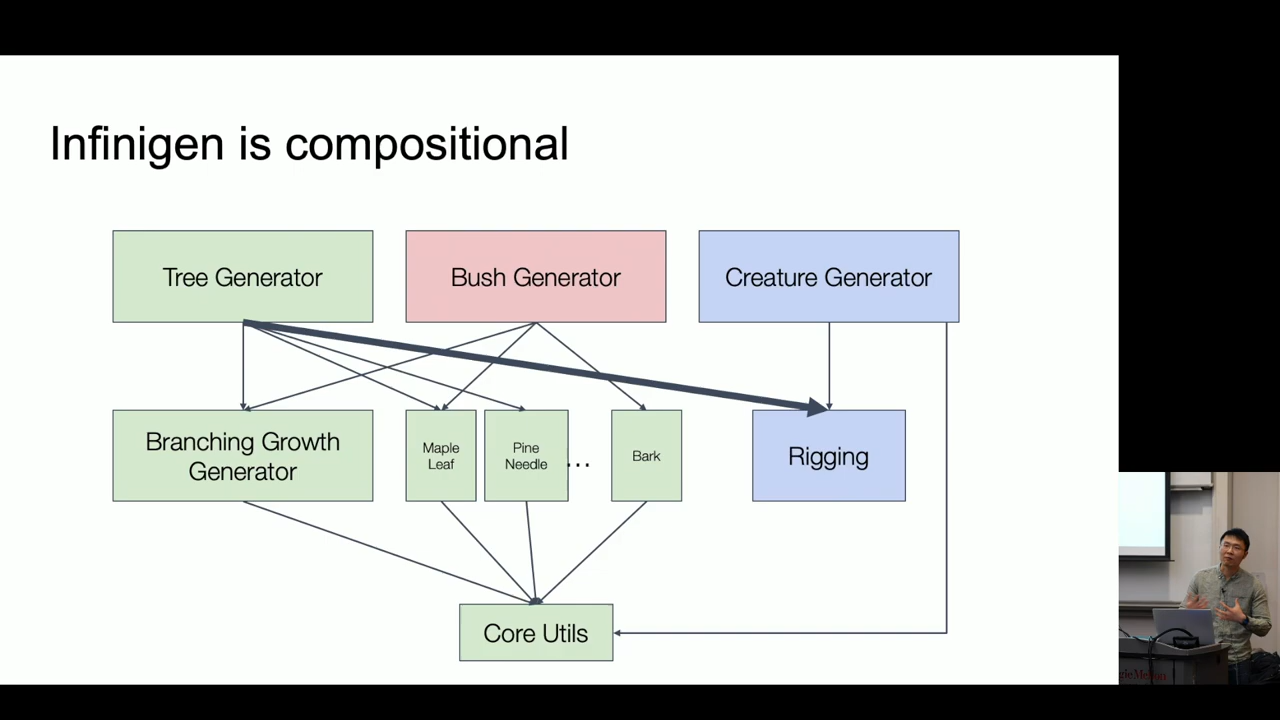 Infinigen is compositional
Tree Generator
Bush Generator
Creature Generator
Branching Growth
Generator
Maple
Leaf
Pine
Needle
...
Bark
Rigging
Core Utils